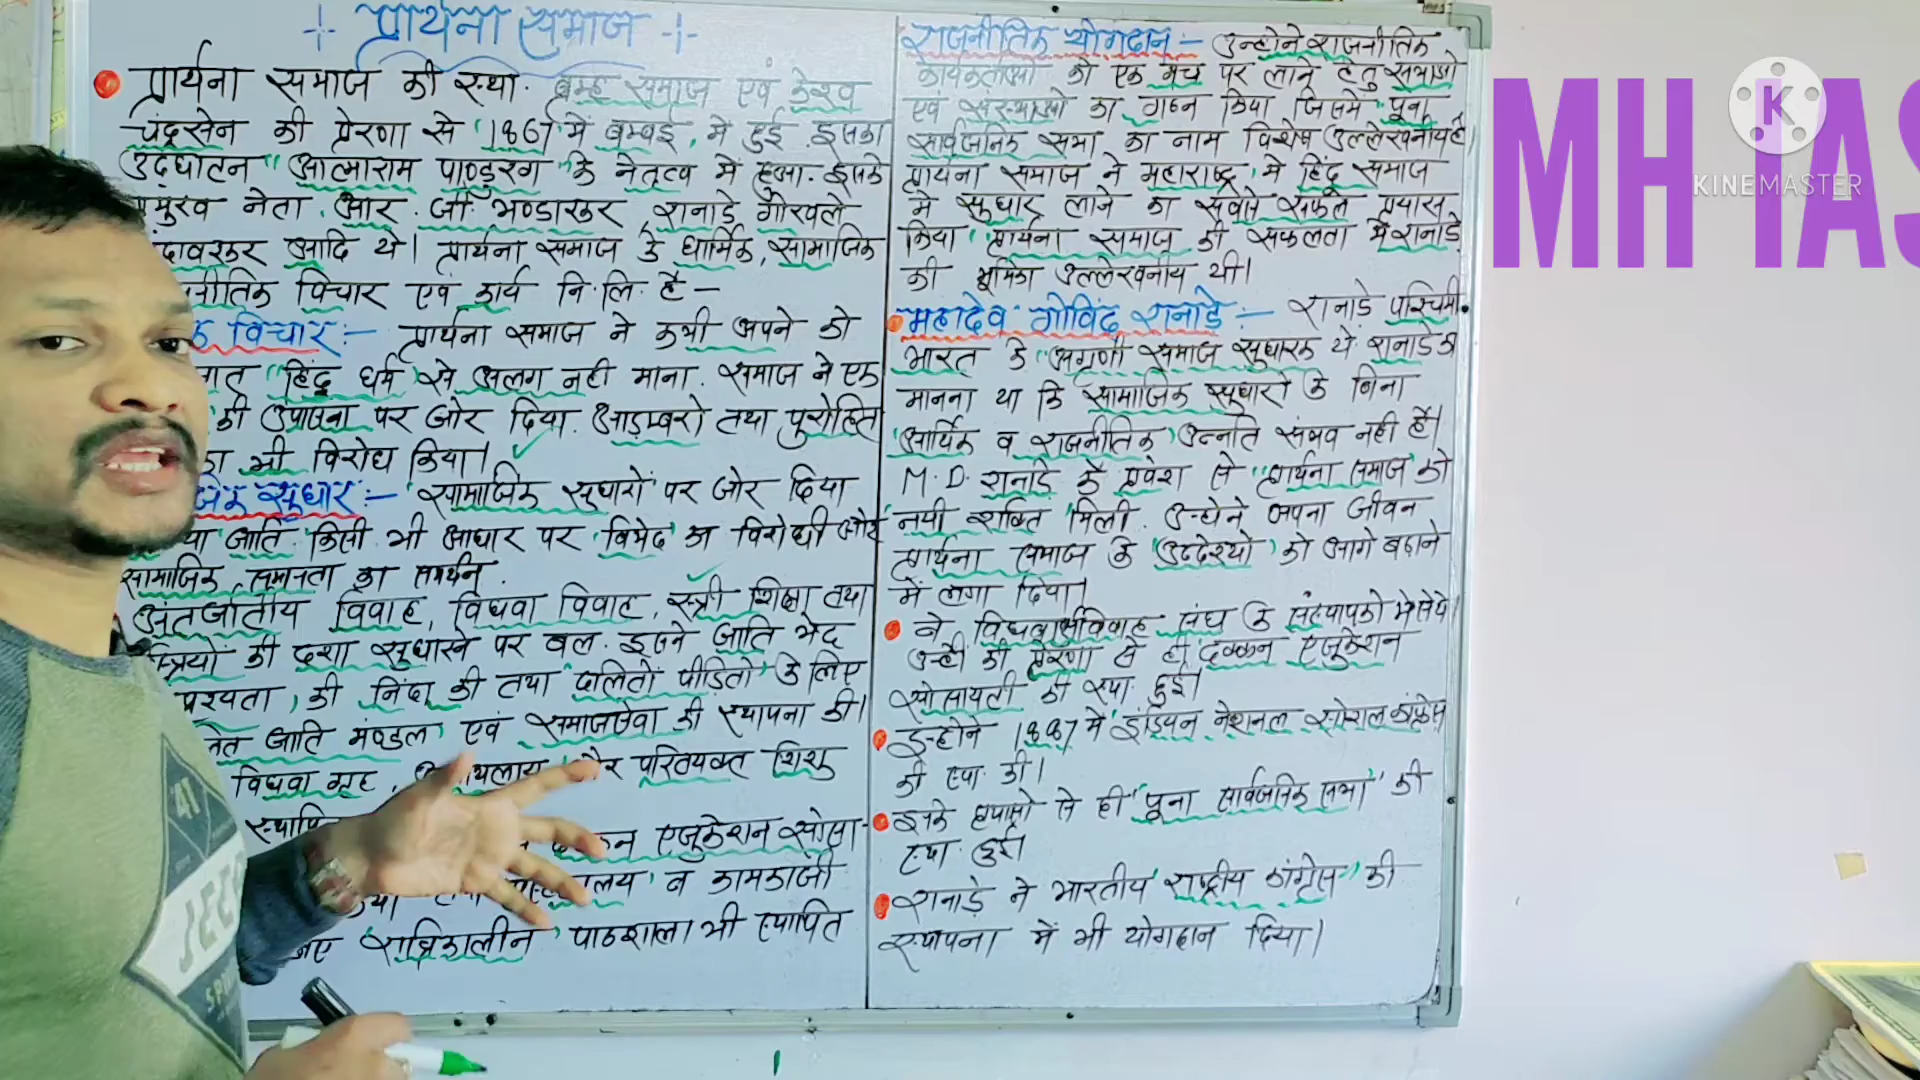 प्रार्थना समाज
प्रार्थना समाज की स्था. ब्रम्ह समाज एवं केशव
चंद्रसेन की प्रेरणा से "1867 में बम्बई, में हुई. इसका
उद्घाटन "आत्माराम पाण्डुरंग" के नेतृत्व में हुआ. इसके
नेता आर. जी. भण्डारकर, रानाडे गोखले
आदि थे। प्रार्थना समाज के धार्मिक, सामाजिक
विचार एवं कार्य नि.लि. है -
विचार :- प्रार्थना समाज ने कभी अपने को
"हिंदू धर्म" से अलग नहीं माना. समाज ने एक
की उपासना पर जोर दिया. आडम्बरो तथा पुरोहित
भी विरोध किया।
सुधार :- "सामाजिक सुधारों" पर जोर दिया
जाति किसी भी आधार पर 'विभेद' का विरोधी और
सामाजिक समानता का समर्थन.
अंतर्जातीय विवाह, विधवा विवाह, स्त्री शिक्षा तथा
स्त्रियों की दशा सुधारने पर बल. इसने जाति भेद
की निंदा की तथा 'दलितों पीडितो' के लिए
जाति मंण्डल' एवं समाजसेवा की स्थापना की।
विधवा गृह, और परित्यक्त शिशु
एजुकेशन सोसा-
व कामकाजी
'रात्रिकालीन' पाठशाला भी स्थापित
राजनीतिक योगदान :- उन्होने राजनीतिक
कार्यकर्ताओ को एक मंच पर लाने हेतु सभाओ
एवं संस्थाओ का गठन किया जिसमें 'पूना
सार्वजनिक सभा का नाम विशेष उल्लेखनीय है।
प्रार्थना समाज ने महाराष्ट्र' में हिंदू समाज
में सुधार लाने का सबसे सफल प्रयास
किया "प्रार्थना समाज की सफलता में रानाडे
की भूमिका उल्लेखनीय थी।
महादेव गोविंद रानाडे :- रानाडे पश्चिमी
भारत के "अग्रणी समाज सुधारक थे रानाडे का
मानना था कि सामाजिक सुधारो के बिना
'आर्थिक व राजनीतिक' उन्नति संभव नही है।
M.D. रानाडे के प्रवेश से "प्रार्थना समाज" को
नयी शक्ति मिली. उन्होने अपना जीवन
प्रार्थना समाज के 'उद्देश्यो' को आगे बढाने
में लगा दिया।
वे विधवा पुर्नविवाह संघ के संस्थापको में से थे।
उन्हीं की प्रेरणा से ही दक्कन एजुकेशन
सोसायटी की स्था. हुई।
इन्होने 1887 में 'इंडियन नेशनल सोशल कांफ्रेंस
की स्था. की।
इनके प्रयासो से ही "पूना सार्वजनिक सभा' की
स्था. हुई।
रानाडे ने भारतीय 'राष्ट्रीय कांग्रेस" की
स्थापना में भी योगदान दिया।
MH IAS
K
KINEMASTER